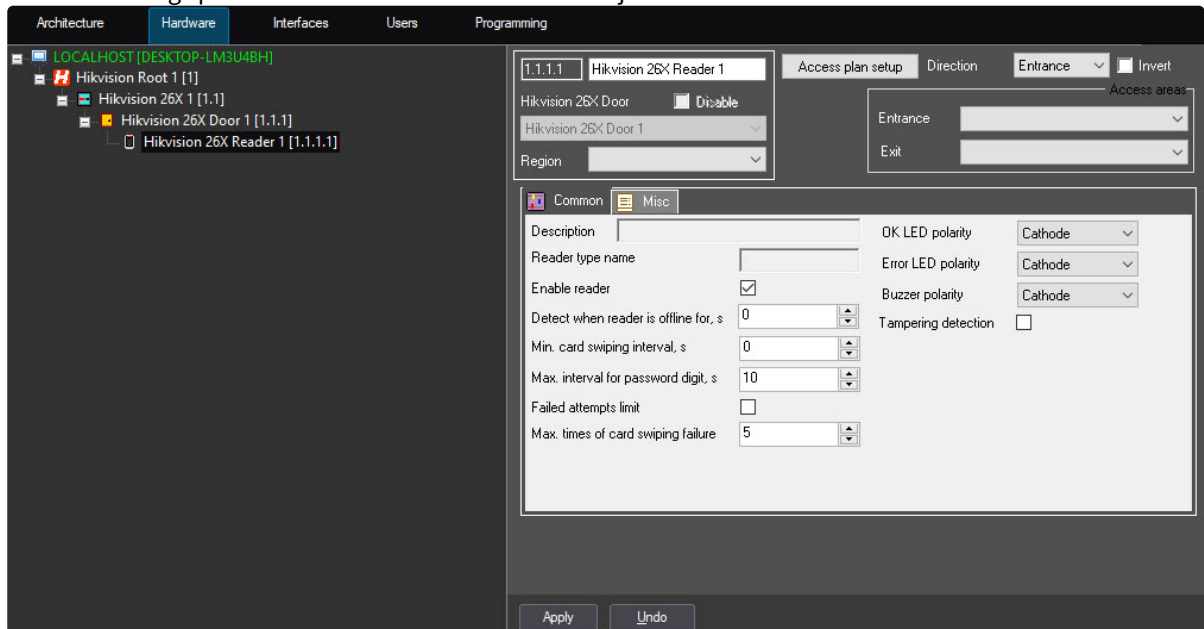 Architecture Hardware Interfaces Users Programming
LOCALHOST [DESKTOP-LM3U4BH]
Hikvision Root 1 [1]
Hikvision 26X 1 [1.1]
Hikvision 26X Door 1 [1.1.1]
Hikvision 26X Reader 1 [1.1.1.1]
1.1.1.1 Hikvision 26X Reader 1
Hikvision 26X Door Disable
Hikvision 26X Door 1
Region
Access plan setup Direction Entrance Invert
Access areas
Entrance
Exit
Common Misc
Description
Reader type name
Enable reader
Detect when reader is offline for, s 0
Min. card swiping interval, s 0
Max. interval for password digit, s 10
Failed attempts limit
Max. times of card swiping failure 5
OK LED polarity Cathode
Error LED polarity Cathode
Buzzer polarity Cathode
Tampering detection
Apply Undo